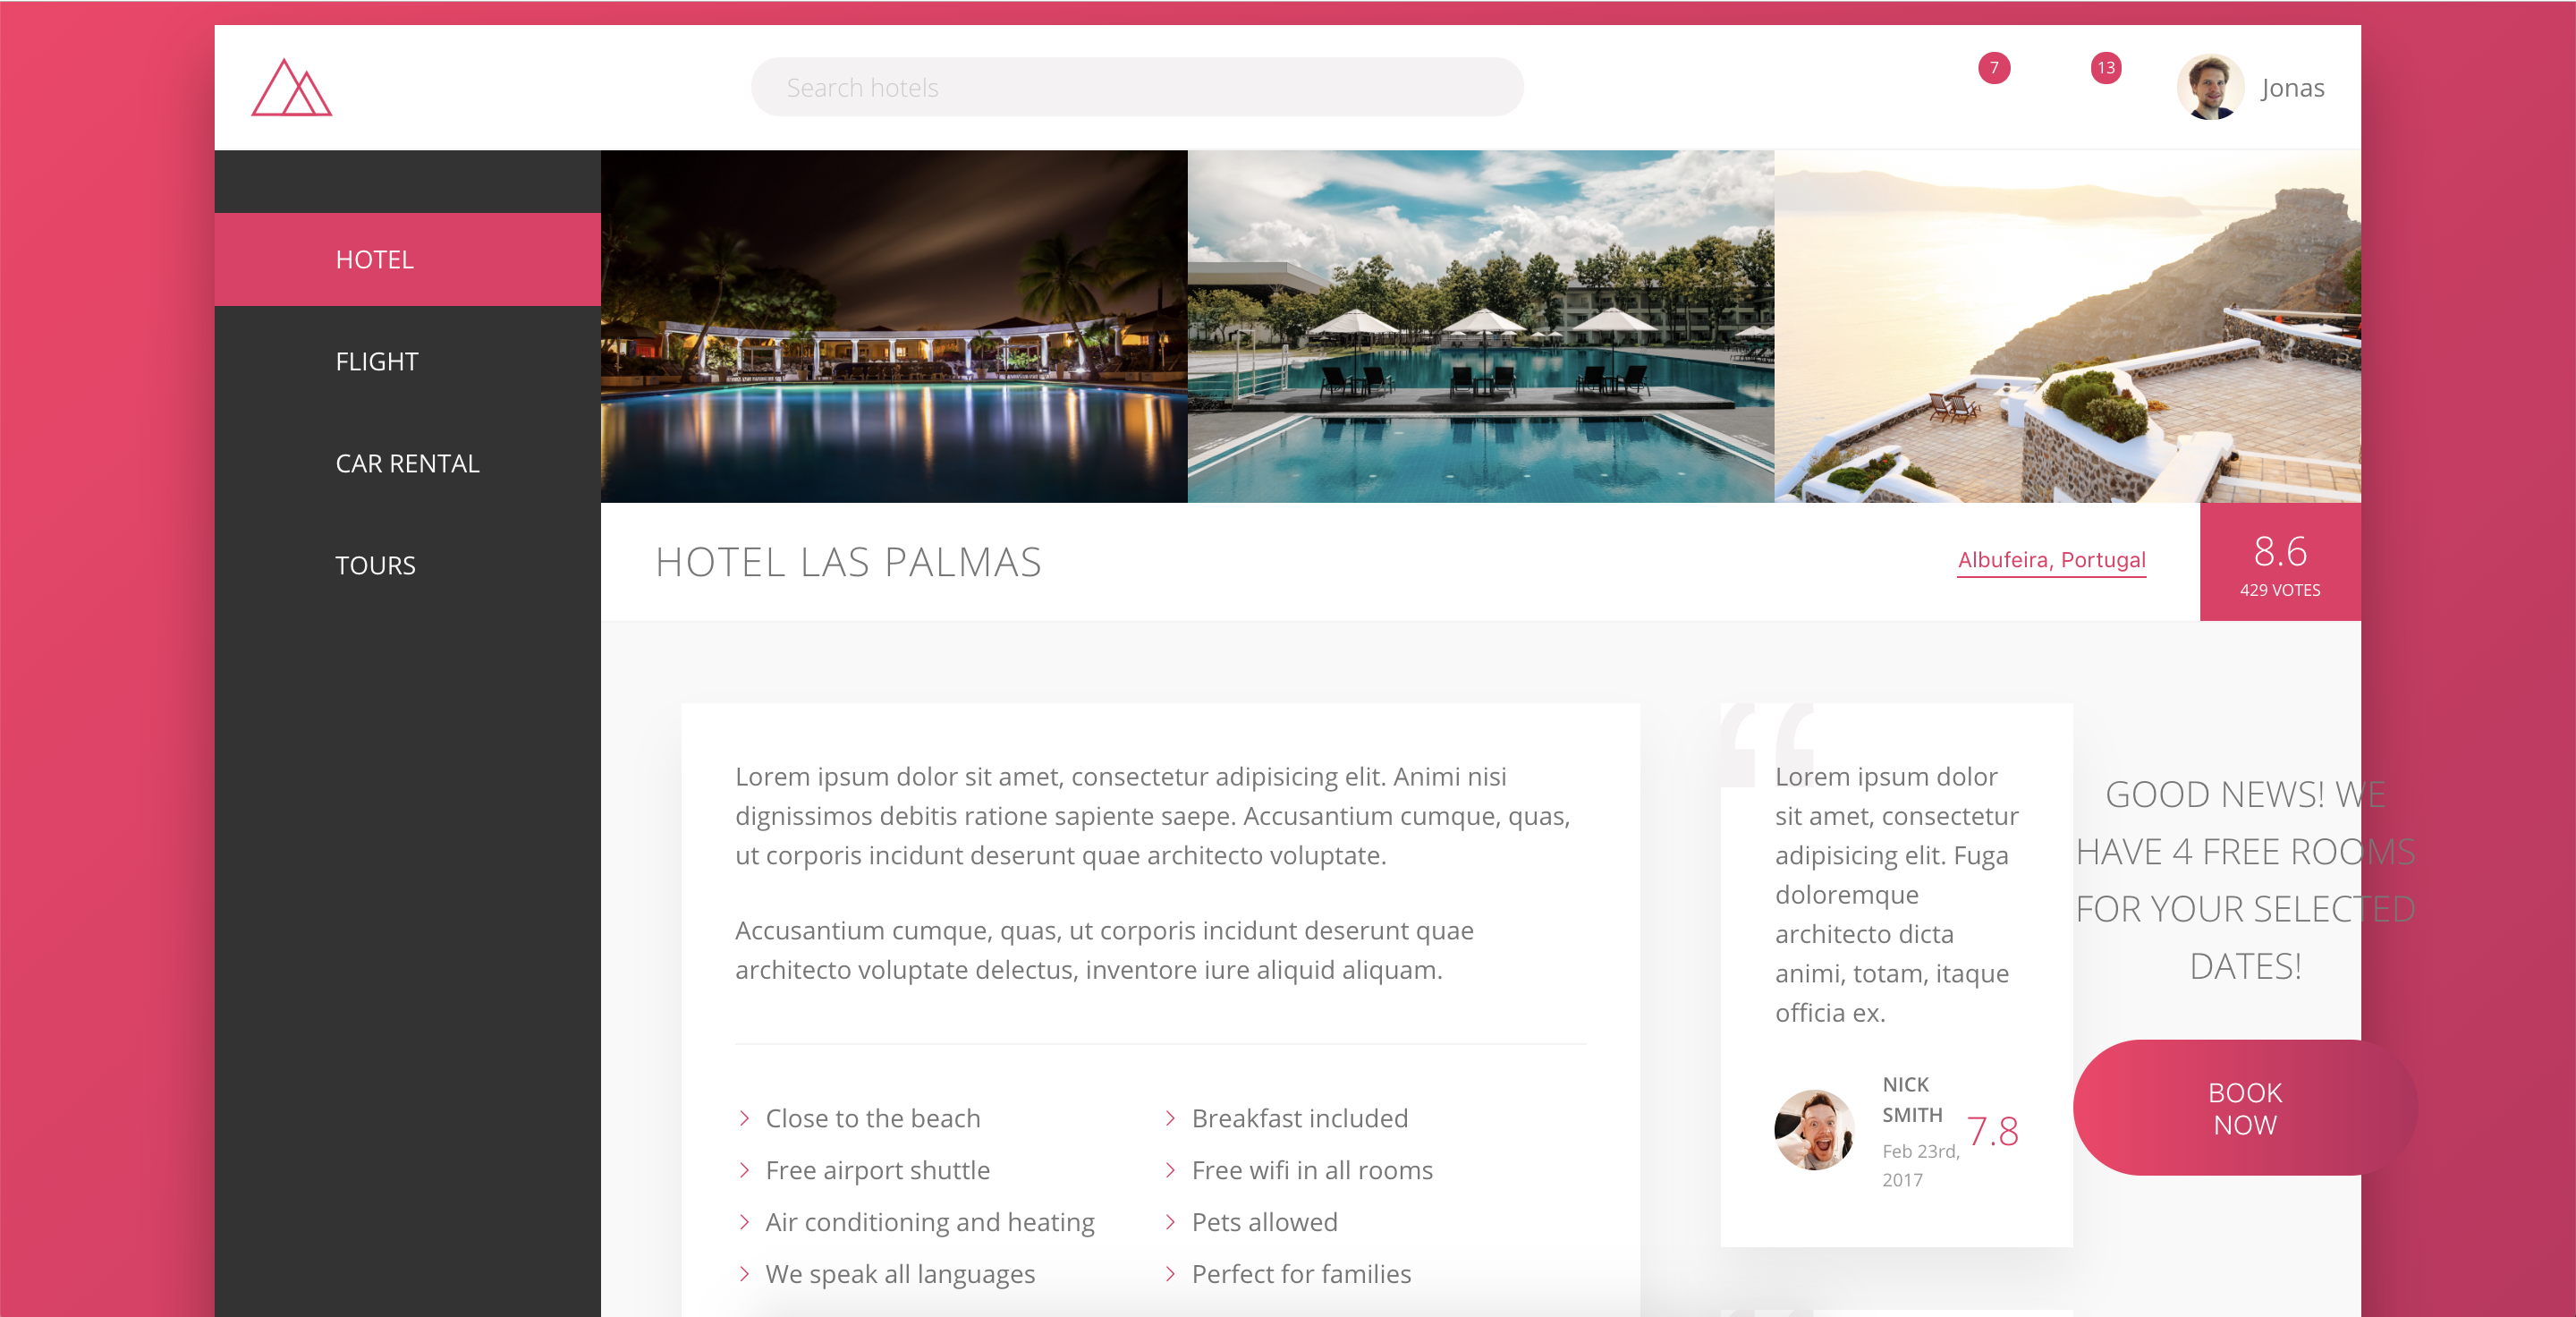 Search hotels
7
13
Jonas
HOTEL
FLIGHT
CAR RENTAL
TOURS
HOTEL LAS PALMAS
Albufeira, Portugal
8.6
429 VOTES
Lorem ipsum dolor sit amet, consectetur adipisicing elit. Animi nisi
dignissimos debitis ratione sapiente saepe. Accusantium cumque, quas,
ut corporis incidunt deserunt quae architecto voluptate.
Accusantium cumque, quas, ut corporis incidunt deserunt quae
architecto voluptate delectus, inventore iure aliquid aliquam.
Close to the beach
Free airport shuttle
Air conditioning and heating
We speak all languages
Breakfast included
Free wifi in all rooms
Pets allowed
Perfect for families
“
Lorem ipsum dolor
sit amet, consectetur
adipisicing elit. Fuga
doloremque
architecto dicta
animi, totam, itaque
officia ex.
NICK
SMITH
Feb 23rd,
2017
7.8
GOOD NEWS! WE
HAVE 4 FREE ROOMS
FOR YOUR SELECTED
DATES!
BOOK
NOW